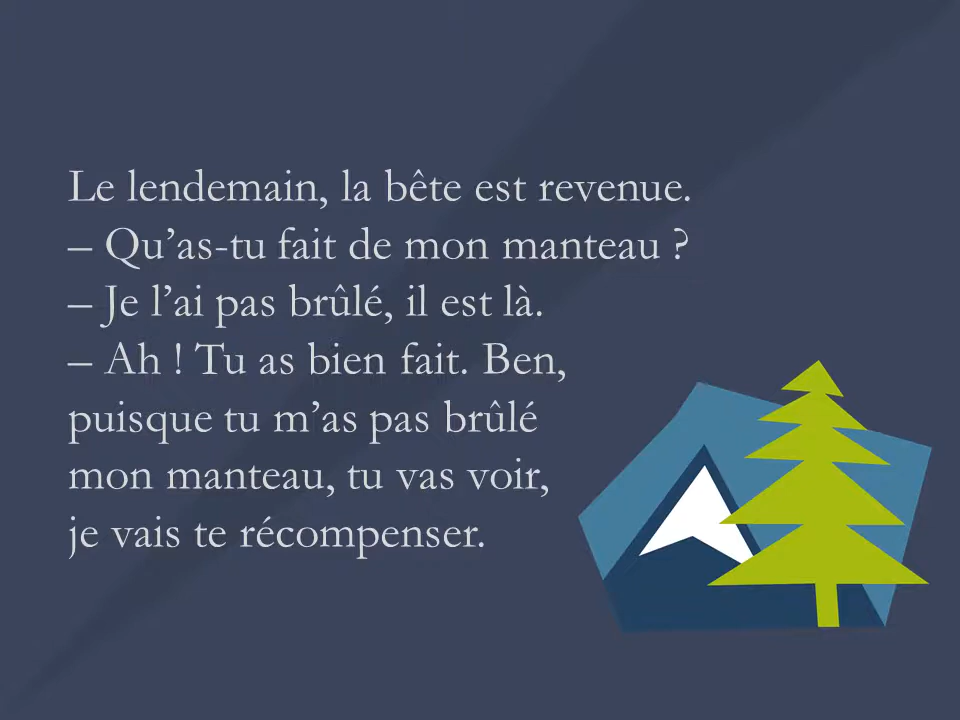 Le lendemain, la bête est revenue.
– Qu’as-tu fait de mon manteau ?
– Je l’ai pas brûlé, il est là.
– Ah ! Tu as bien fait. Ben,
puisque tu m’as pas brûlé
mon manteau, tu vas voir,
je vais te récompenser.